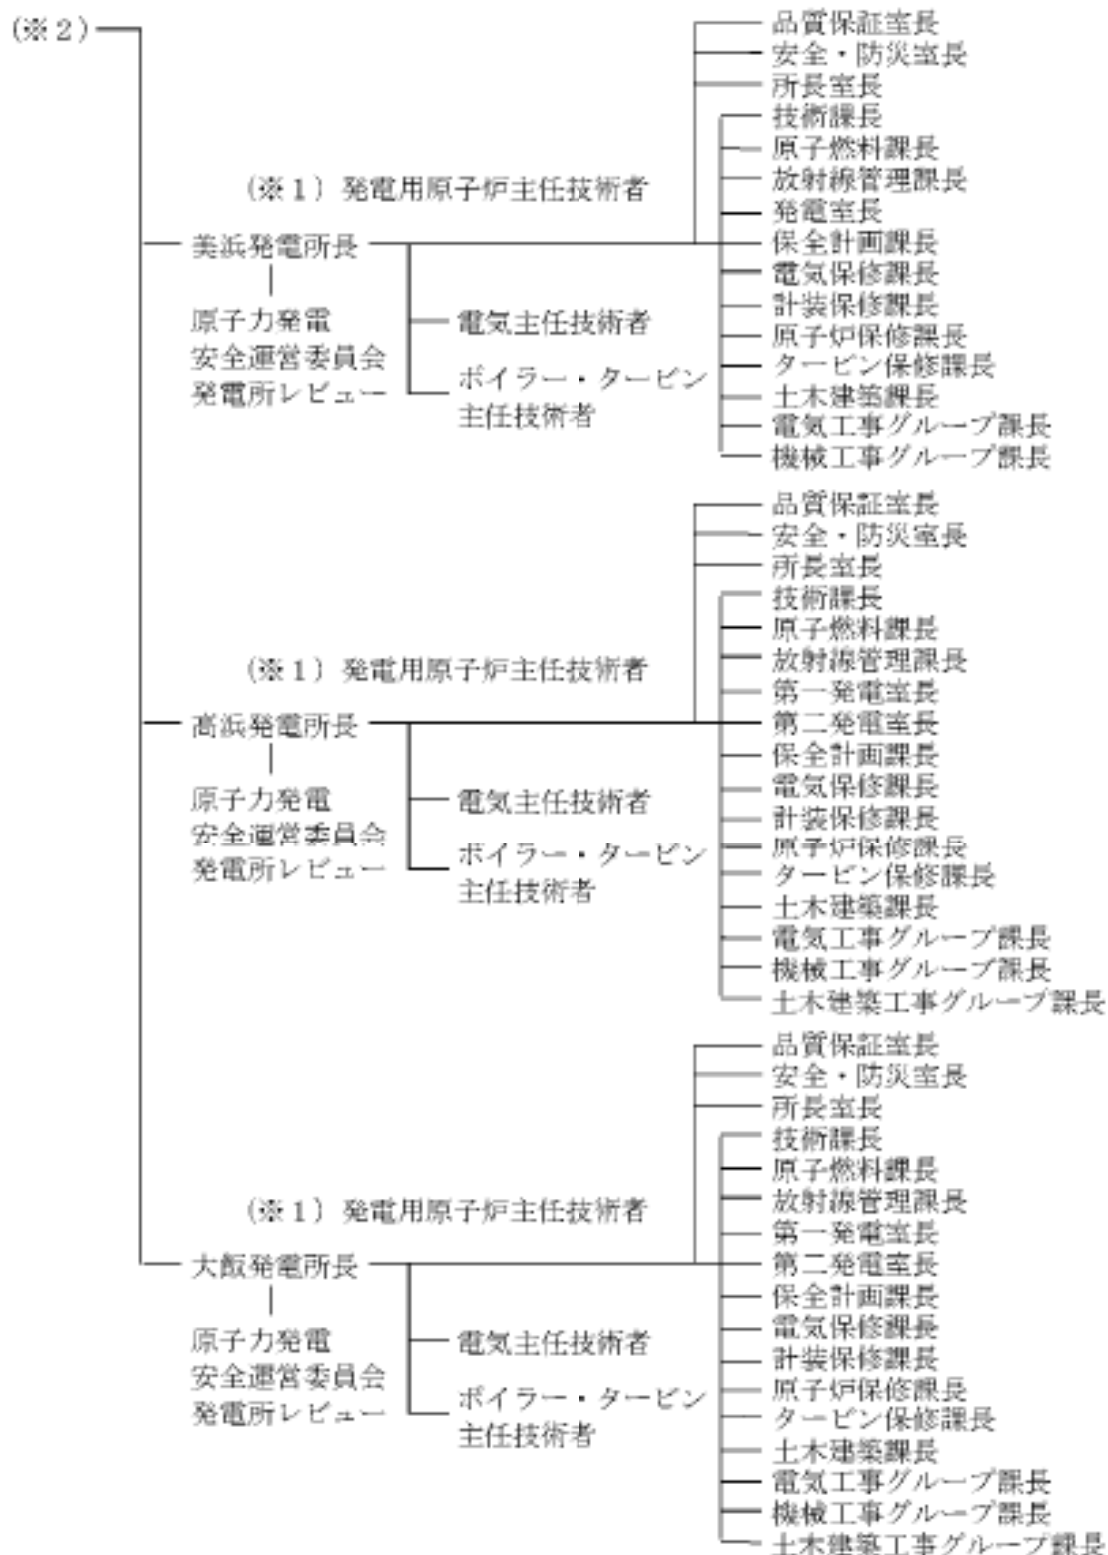 (※2)
品質保証室長
安全・防災室長
所長室長
技術課長
原子燃料課長
放射線管理課長
発電室長
保全計画課長
電気保修課長
計装保修課長
原子炉保修課長
タービン保修課長
土木建築課長
電気工事グループ課長
機械工事グループ課長
(※1) 発電用原子炉主任技術者
美浜発電所長
原子力発電
安全運営委員会
発電所レビュー
電気主任技術者
ボイラー・タービン
主任技術者
品質保証室長
安全・防災室長
所長室長
技術課長
原子燃料課長
放射線管理課長
第一発電室長
第二発電室長
保全計画課長
電気保修課長
計装保修課長
原子炉保修課長
タービン保修課長
土木建築課長
電気工事グループ課長
機械工事グループ課長
土木建築工事グループ課長
(※1) 発電用原子炉主任技術者
高浜発電所長
原子力発電
安全運営委員会
発電所レビュー
電気主任技術者
ボイラー・タービン
主任技術者
品質保証室長
安全・防災室長
所長室長
技術課長
原子燃料課長
放射線管理課長
第一発電室長
第二発電室長
保全計画課長
電気保修課長
計装保修課長
原子炉保修課長
タービン保修課長
土木建築課長
電気工事グループ課長
機械工事グループ課長
土木建築工事グループ課長
(※1) 発電用原子炉主任技術者
大飯発電所長
原子力発電
安全運営委員会
発電所レビュー
電気主任技術者
ボイラー・タービン
主任技術者